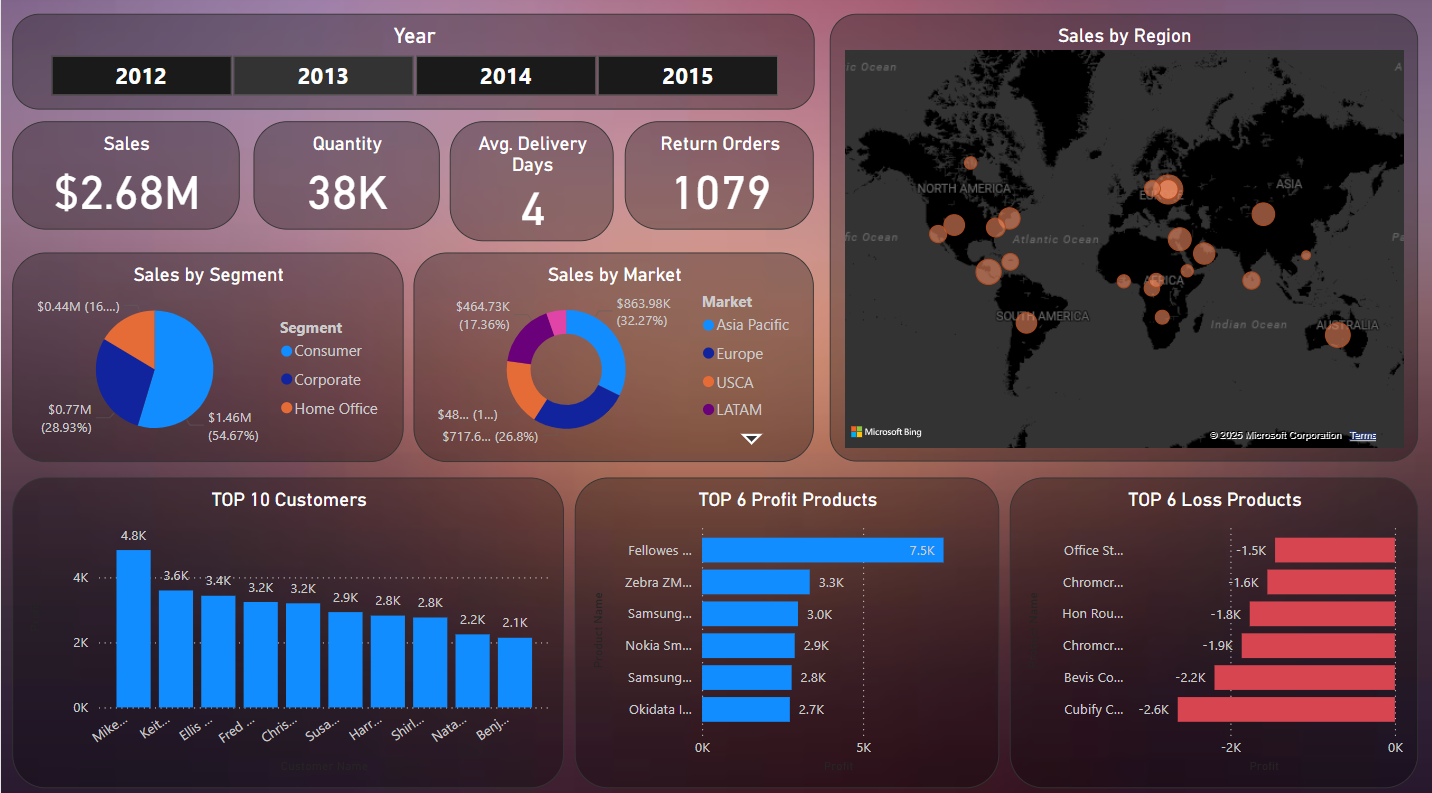 Year
2012
2013
2014
2015
Sales
$2.68M
Quantity
38K
Avg. Delivery
Days
4
Return Orders
1079
Sales by Region
ic Ocean
A
NORTH AMERICA
EUROPE
ASIA
fic Ocean
Atlantic Ocean
Pa
AFRICA
SOUTH AMERICA
Indian Ocean
AUSTRALIA
Microsoft Bing
© 2025 Microsoft Corporation Terms
Sales by Segment
$0.44M (16....)
$0.77M
(28.93%)
$1.46M
(54.67%)
Segment
Consumer
Corporate
Home Office
Sales by Market
$464.73K
(17.36%)
$863.98K
(32.27%)
$48... (1...)
$717.6... (26.8%)
Market
Asia Pacific
Europe
USCA
LATAM
TOP 10 Customers
4K
2K
0K
4.8K
3.6K
3.4K
3.2K
3.2K
2.9K
2.8K
2.8K
2.2K
2.1K
Mike...
Keit...
Ellis ...
Fred ...
Chris...
Susa...
Harr...
Shirl...
Nata...
Benj...
Customer Name
TOP 6 Profit Products
Product Name
Fellowes ... 7.5K
Zebra ZM... 3.3K
Samsung... 3.0K
Nokia Sm... 2.9K
Samsung... 2.8K
Okidata I... 2.7K
0K 5K
Profit
TOP 6 Loss Products
Office St... -1.5K
Chromcr... -1.6K
Hon Rou... -1.8K
Chromcr... -1.9K
Bevis Co... -2.2K
Cubify C... -2.6K
-2K 0K
Profit